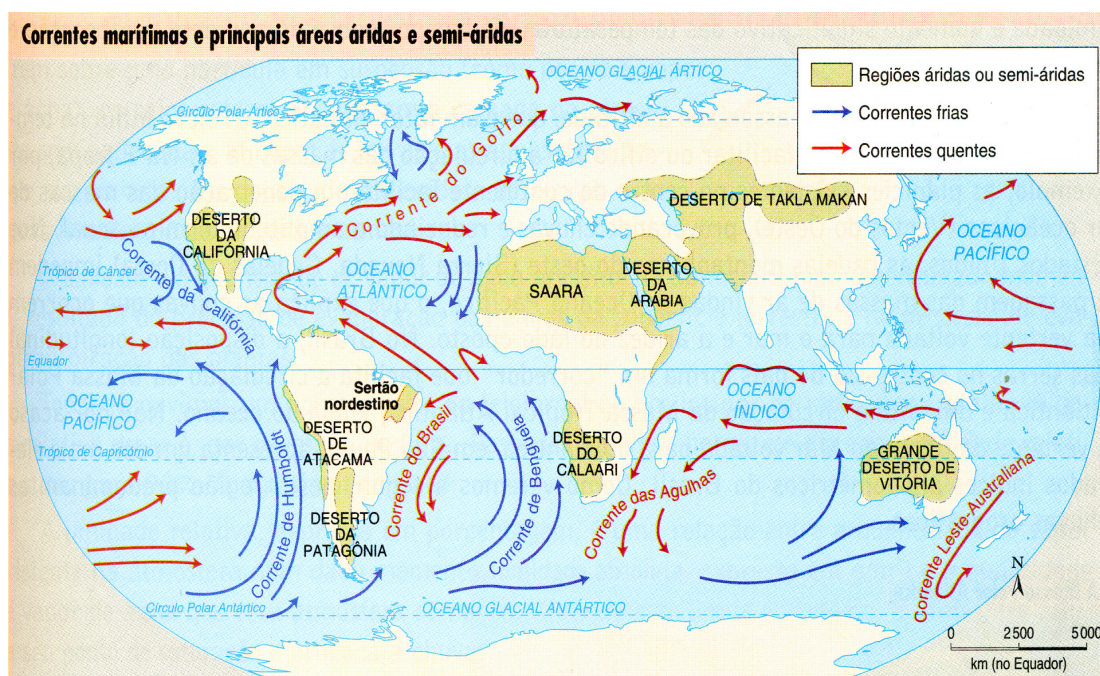 Correntes marítimas e principais áreas áridas e semi-áridas
Regiões áridas ou semi-áridas
Correntes frias
Correntes quentes
OCEANO GLACIAL ÁRTICO
Círculo Polar Ártico
Corrente do Golfo
DESERTO
DA
CALIFÓRNIA
Corrente da Califórnia
Trópico de Câncer
OCEANO
ATLÂNTICO
SAARA
DESERTO
DA
ARÁBIA
DESERTO DE TAKLA MAKAN
OCEANO
PACÍFICO
Equador
OCEANO
PACÍFICO
Trópico de Capricórnio
Sertão
nordestino
DESERTO
DE
ATACAMA
Corrente de Humboldt
DESERTO
DA
PATAGÔNIA
Corrente do Brasil
Corrente de Benguela
DESERTO
DO
CALAARI
Corrente das Agulhas
OCEANO
ÍNDICO
GRANDE
DESERTO DE
VITÓRIA
Corrente Leste-Australiana
Círculo Polar Antártico
OCEANO GLACIAL ANTÁRTICO
N
0 2500 5000
km (no Equador)